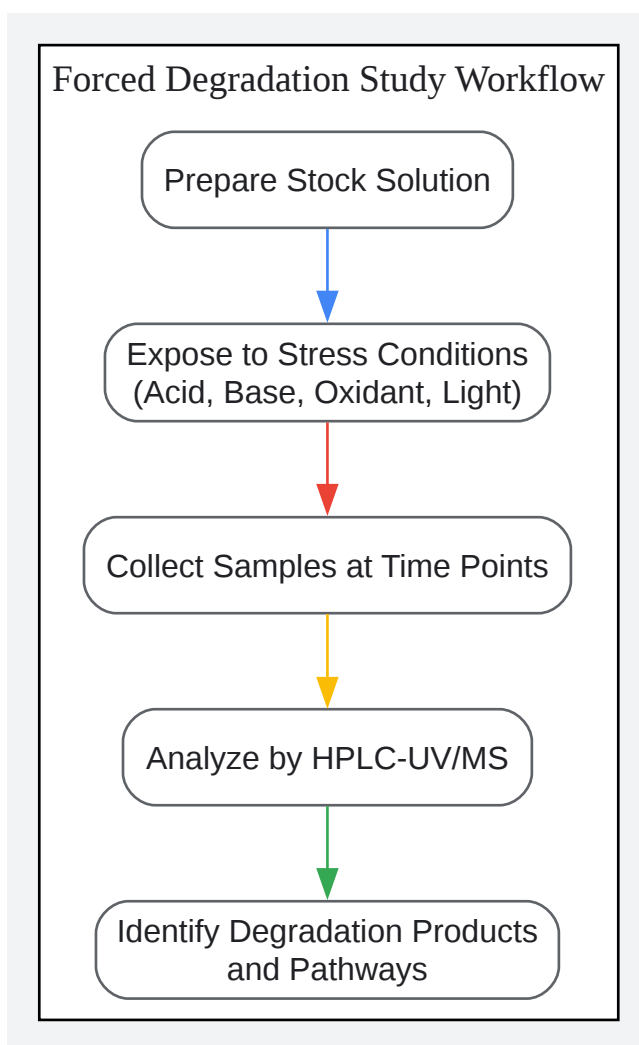 Forced Degradation Study Workflow
Prepare Stock Solution
Expose to Stress Conditions
(Acid, Base, Oxidant, Light)
Collect Samples at Time Points
Analyze by HPLC-UV/MS
Identify Degradation Products
and Pathways